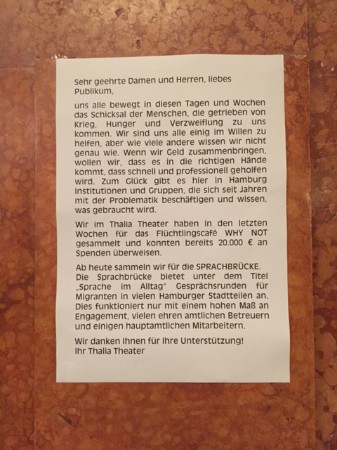 Sehr geehrte Damen und Herren, liebes
Publikum,
uns alle bewegt in diesen Tagen und Wochen
das Schicksal der Menschen, die getrieben von
Krieg, Hunger und Verzweiflung zu uns
kommen. Wir sind uns alle einig im Willen zu
helfen, aber wie viele andere wissen wir nicht
genau wie. Wenn wir Geld zusammenbringen,
wollen wir, dass es in die richtigen Hände
kommt, dass schnell und professionell geholfen
wird. Zum Glück gibt es hier in Hamburg
Institutionen und Gruppen, die sich seit Jahren
mit der Problematik beschäftigen und wissen,
was gebraucht wird.
Wir im Thalia Theater haben in den letzten
Wochen für das Flüchtlingscafé WHY NOT
gesammelt und konnten bereits 20.000 € an
Spenden überweisen.
Ab heute sammeln wir für die SPRACHBRÜCKE.
Die Sprachbrücke bietet unter dem Titel
„Sprache im Alltag“ Gesprächsrunden für
Migranten in vielen Hamburger Stadtteilen an.
Dies funktioniert nur mit einem hohen Maß an
Engagement, vielen ehren amtlichen Betreuern
und einigen hauptamtlichen Mitarbeitern.
Wir danken Ihnen für Ihre Unterstützung!
Ihr Thalia Theater